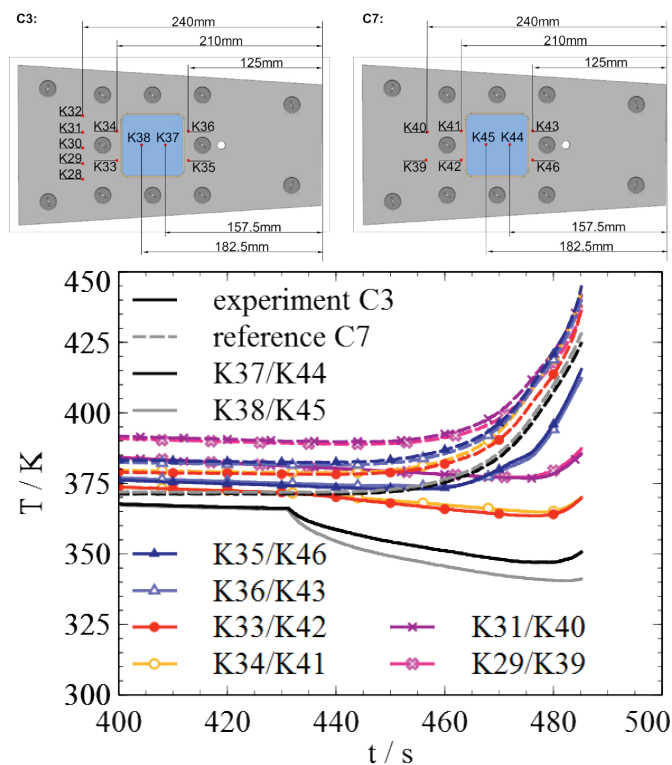 C3:
240mm
210mm
125mm
K32
K31
K34
K36
K30
K38
K37
K29
K33
K35
K28
157.5mm
182.5mm
C7:
240mm
210mm
125mm
K40
K41
K43
K45
K44
K39
K42
K46
157.5mm
182.5mm
450
425
400
375
350
325
300
T / K
experiment C3
reference C7
K37/K44
K38/K45
K35/K46
K36/K43
K33/K42
K31/K40
K34/K41
K29/K39
400
420
440
460
480
500
t / s